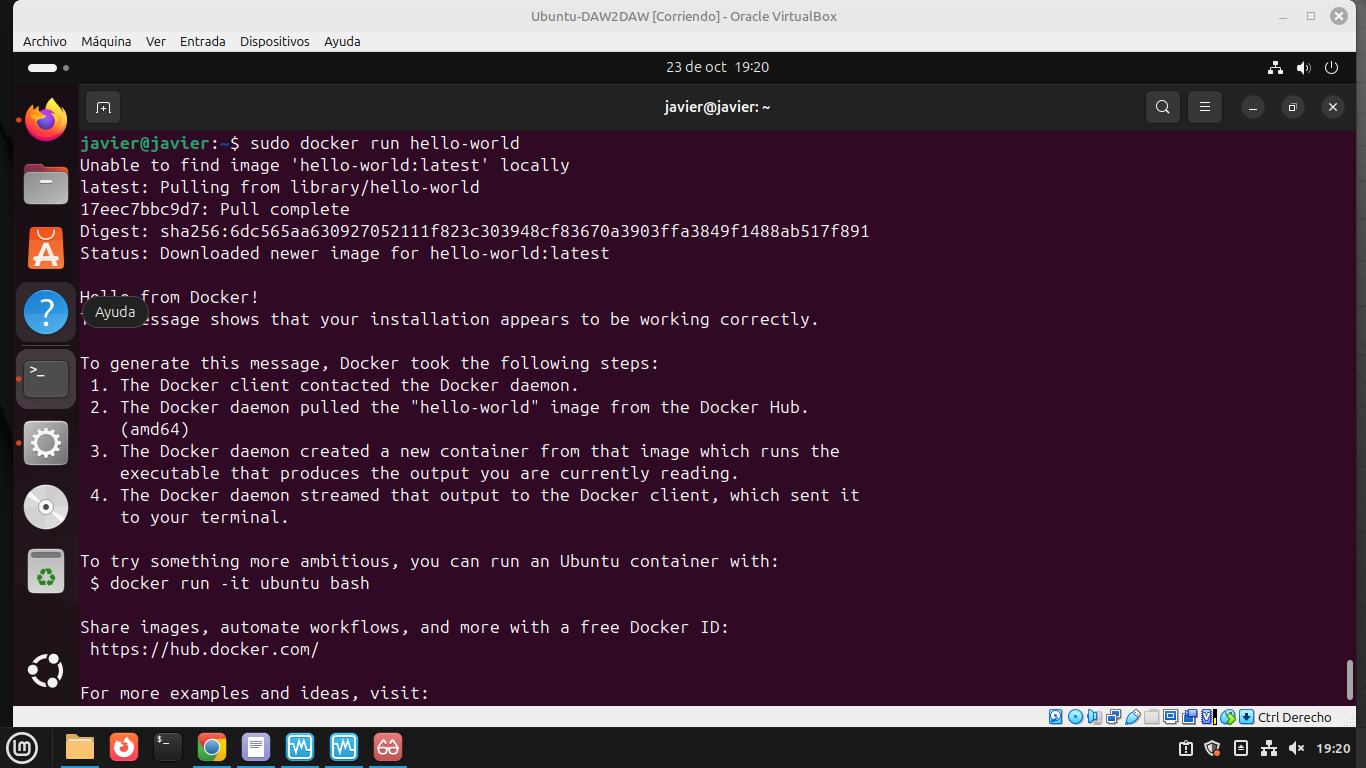 Ubuntu-DAW2DAW [Corriendo] - Oracle VirtualBox
Archivo Máquina Ver Entrada Dispositivos Ayuda
23 de oct 19:20
javier@javier: ~
javier@javier:~$ sudo docker run hello-world
Unable to find image 'hello-world:latest' locally
latest: Pulling from library/hello-world
17eec7bbc9d7: Pull complete
Digest: sha256:6dc565aa630927052111f823c303948cf83670a3903ffa3849f1488ab517f891
Status: Downloaded newer image for hello-world:latest
Hello from Docker!
Ayuda
message shows that your installation appears to be working correctly.
To generate this message, Docker took the following steps:
1. The Docker client contacted the Docker daemon.
2. The Docker daemon pulled the "hello-world" image from the Docker Hub.
(amd64)
3. The Docker daemon created a new container from that image which runs the
executable that produces the output you are currently reading.
4. The Docker daemon streamed that output to the Docker client, which sent it
to your terminal.
To try something more ambitious, you can run an Ubuntu container with:
$ docker run -it ubuntu bash
Share images, automate workflows, and more with a free Docker ID:
https://hub.docker.com/
For more examples and ideas, visit:
Ctrl Derecho
19:20